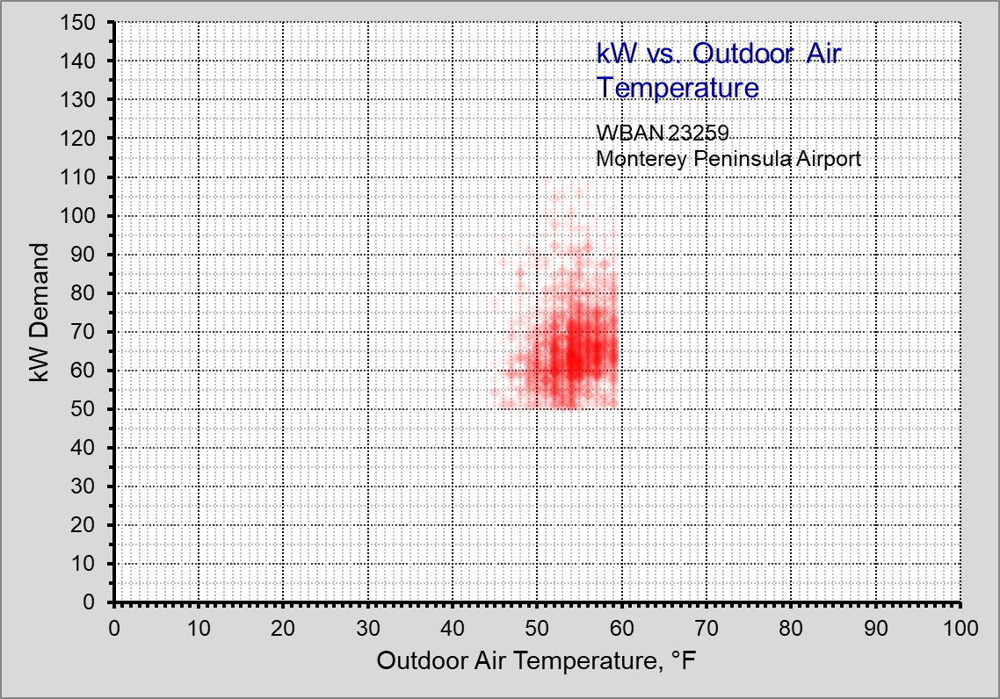 kW vs. Outdoor Air
Temperature
WBAN 23259
Monterey Peninsula Airport
150
140
130
120
110
100
90
80
70
60
50
40
30
20
10
0
kW Demand
0 10 20 30 40 50 60 70 80 90 100
Outdoor Air Temperature, °F